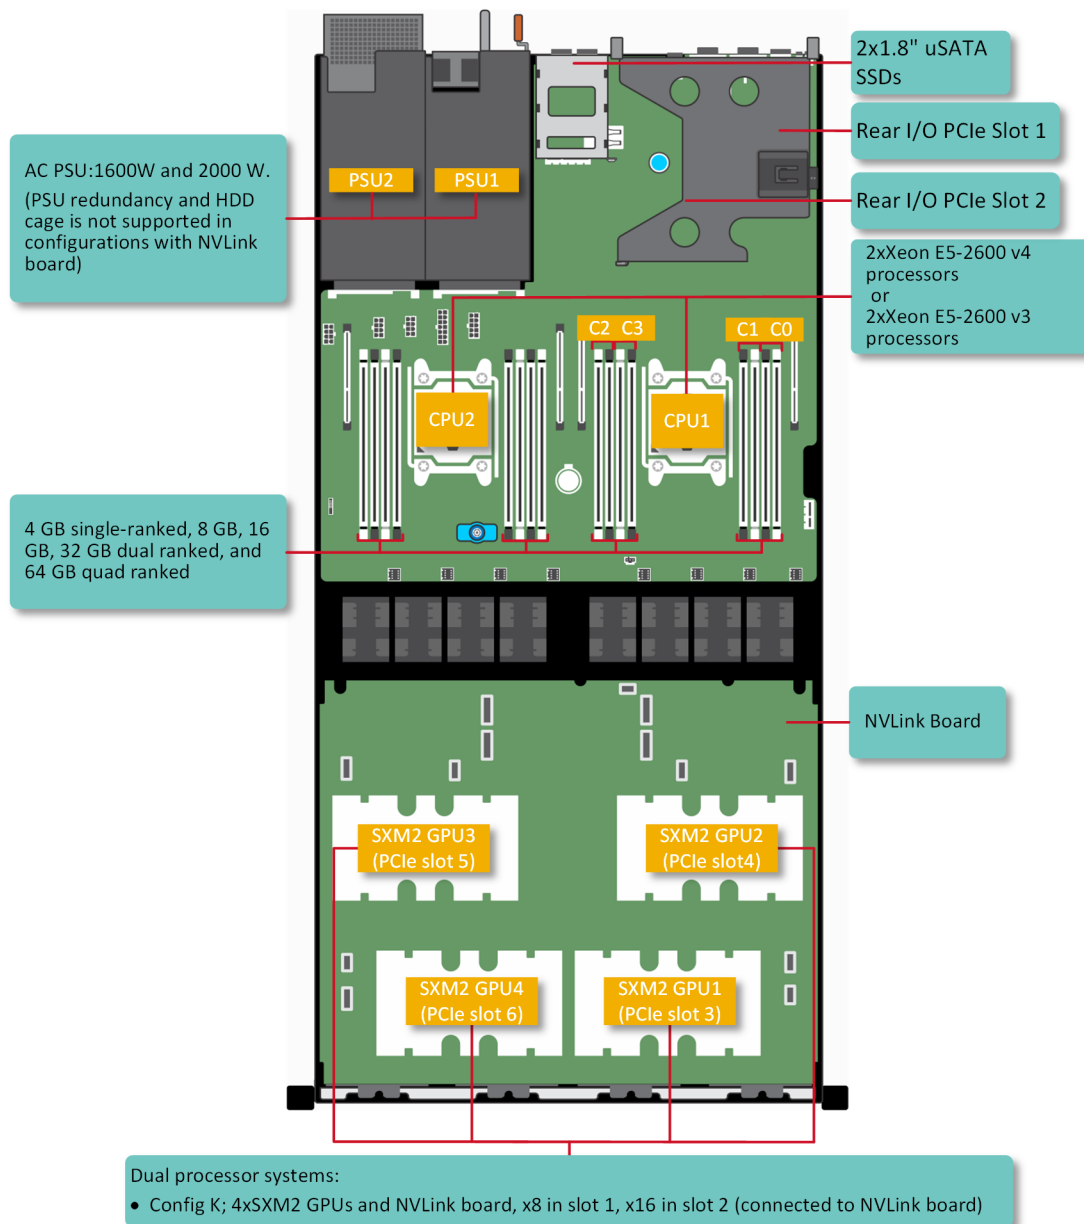 2x1.8" uSATA
SSDs
Rear I/O PCIe Slot 1
AC PSU:1600W and 2000 W.
(PSU redundancy and HDD
cage is not supported in
configurations with NVLink
board)
PSU2
PSU1
Rear I/O PCIe Slot 2
2xXeon E5-2600 v4
processors
or
2xXeon E5-2600 v3
processors
C2 C3
C1 C0
CPU2
CPU1
4 GB single-ranked, 8 GB, 16
GB, 32 GB dual ranked, and
64 GB quad ranked
NVLink Board
SXM2 GPU3
(PCIe slot 5)
SXM2 GPU2
(PCIe slot4)
SXM2 GPU4
(PCIe slot 6)
SXM2 GPU1
(PCIe slot 3)
Dual processor systems:
• Config K; 4xSXM2 GPUs and NVLink board, x8 in slot 1, x16 in slot 2 (connected to NVLink board)